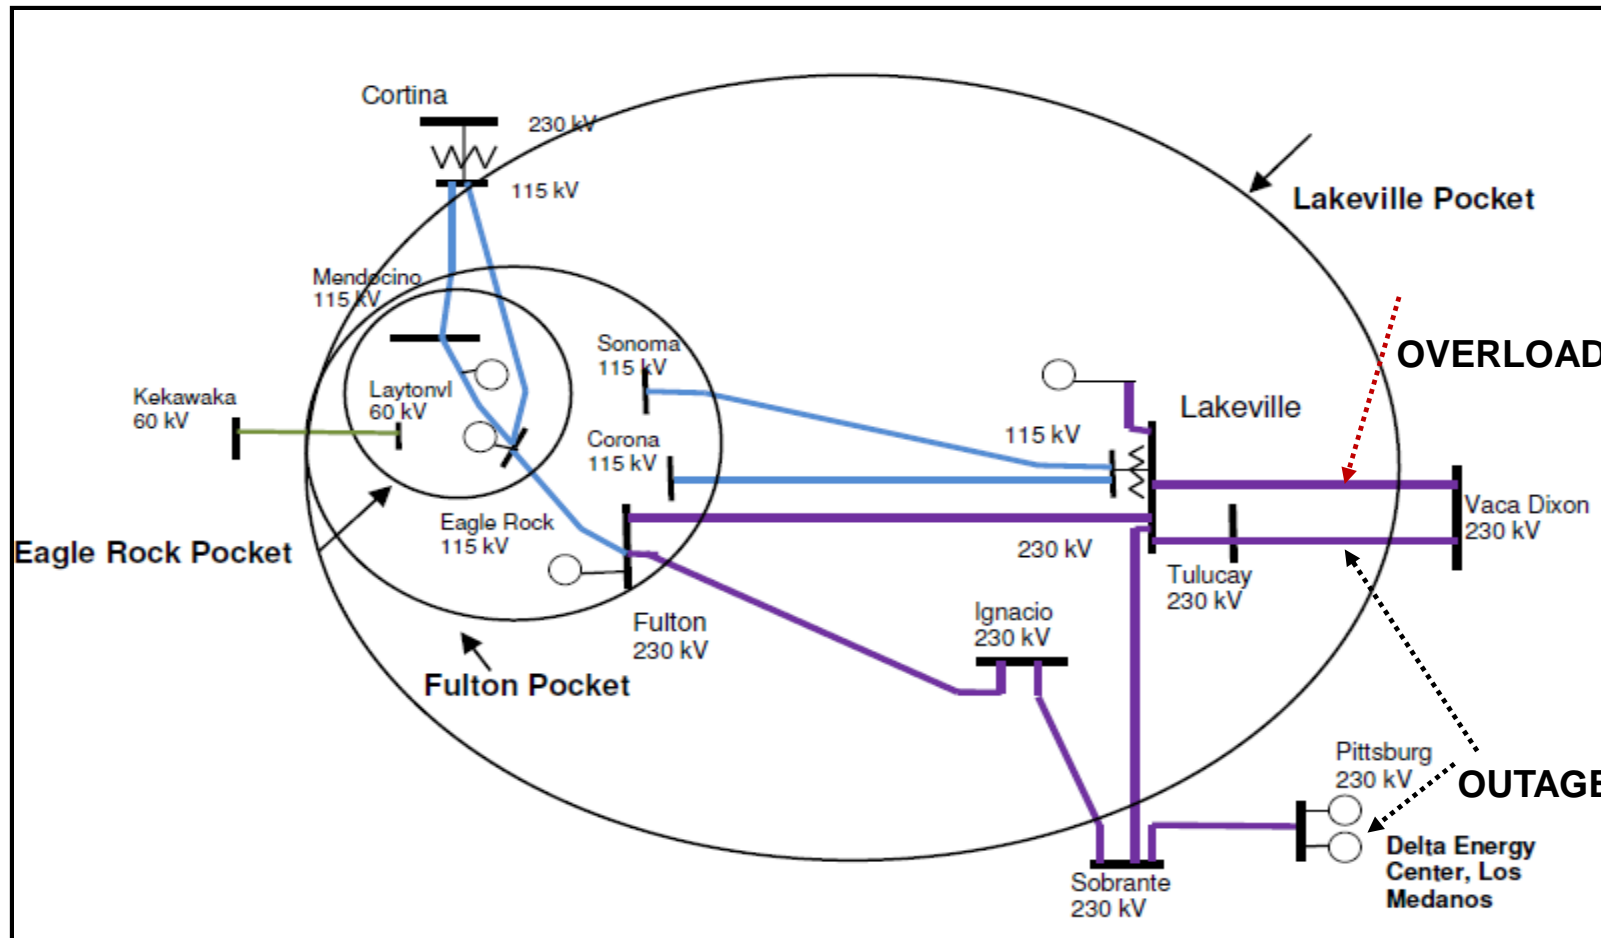 Cortina
230 kV
115 kV
Lakeville Pocket
Mendocino
115 kV
Sonoma
115 kV
OVERLOAD
Kekawaka
60 kV
Laytonvl
60 kV
Lakeville
115 kV
Corona
115 kV
Vaca Dixon
230 kV
Eagle Rock
115 kV
Eagle Rock Pocket
230 kV
Tulucay
230 kV
Fulton
230 kV
Ignacio
230 kV
Fulton Pocket
Pittsburg
230 kV
OUTAGE
Delta Energy
Center, Los
Medanos
Sobrante
230 kV